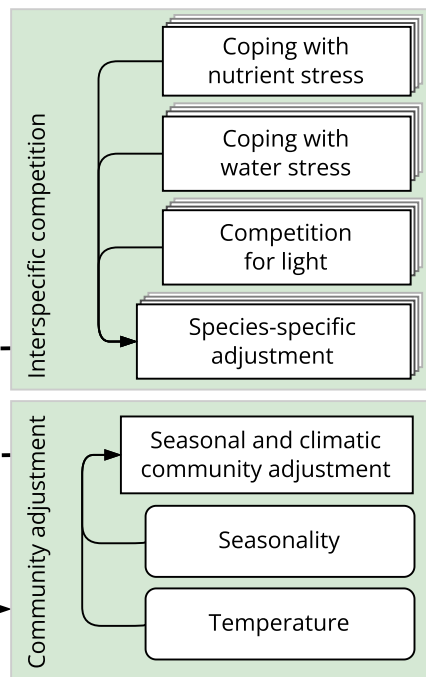 Interspecific competition
Coping with
nutrient stress
Coping with
water stress
Competition
for light
Species-specific
adjustment
Community adjustment
Seasonal and climatic
community adjustment
Seasonality
Temperature